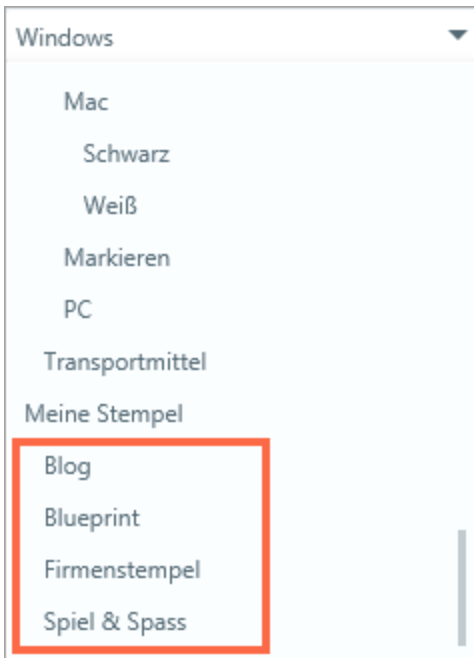 Windows
Mac
Schwarz
Weiß
Markieren
PC
Transportmittel
Meine Stempel
Blog
Blueprint
Firmenstempel
Spiel & Spass